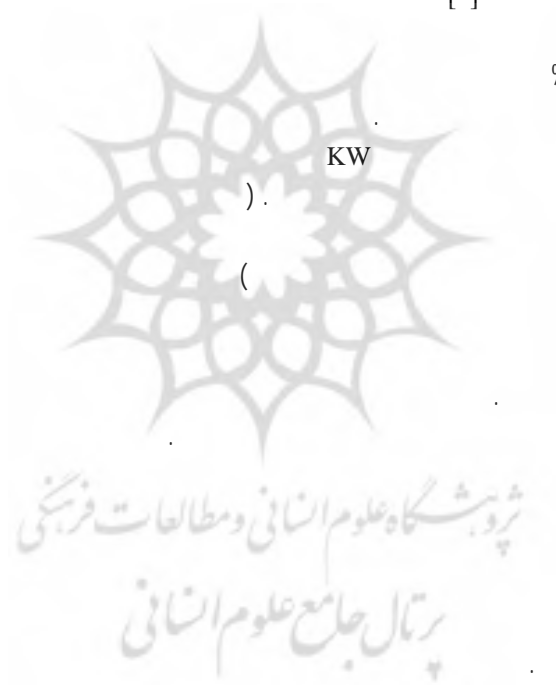 [ ]
.
KW
) .
(
.
.
پژوهشگاه علوم انسانی و مطالعات فرهنگی
پرتال جامع علوم انسانی
.